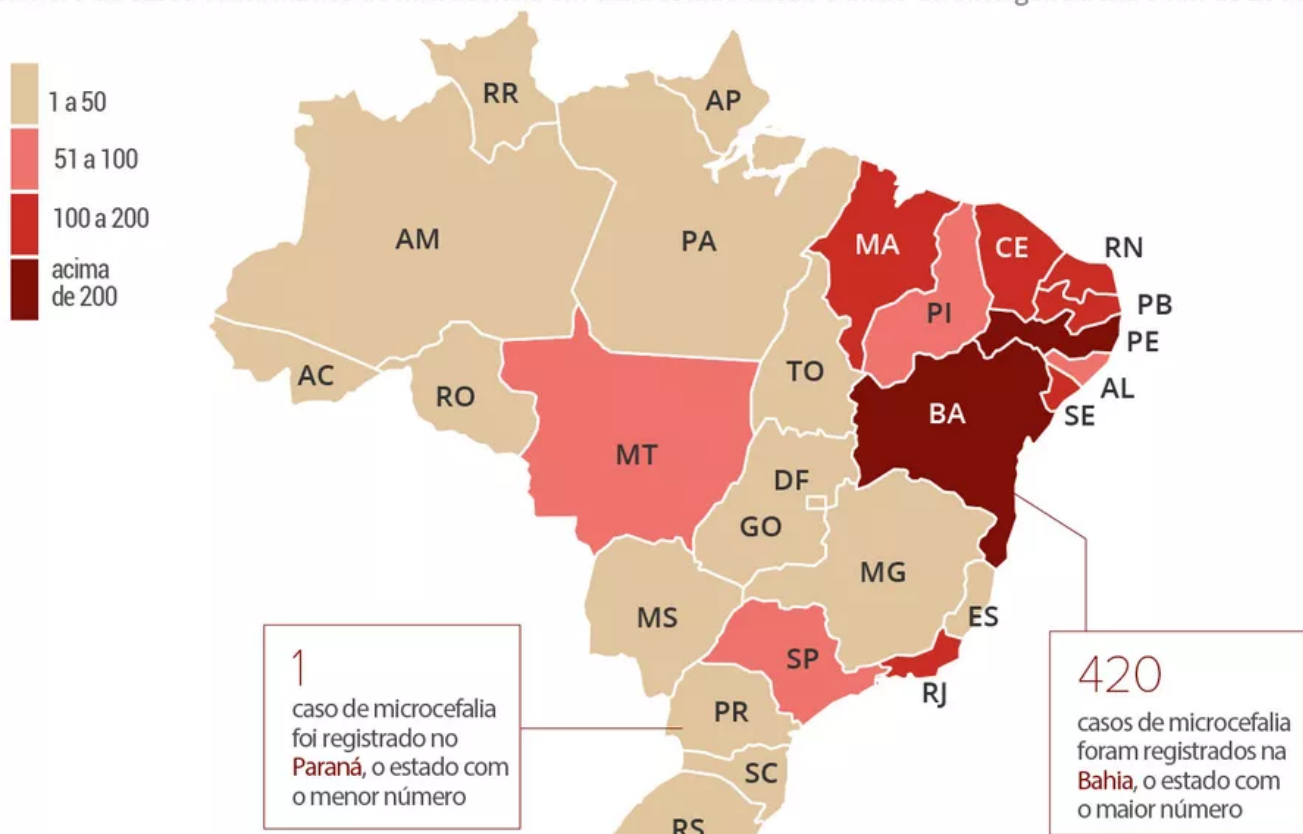 1 a 50
51 a 100
100 a 200
acima
de 200
RR
AP
AM
PA
MA
CE
RN
PI
PB
PE
AC
RO
TO
AL
BA
SE
MT
DF
GO
MG
MS
ES
SP
RJ
PR
SC
RS
1
caso de microcefalia
foi registrado no
Paraná, o estado com
o menor número
420
casos de microcefalia
foram registrados na
Bahia, o estado com
o maior número